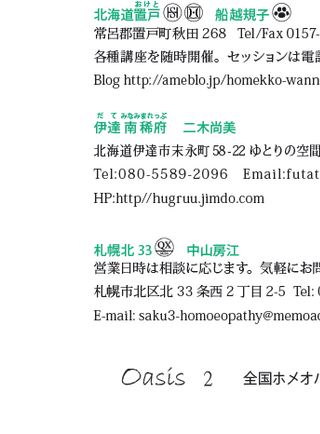 おけと
北海道置戸 船越規子
常呂郡置戸町秋田 268 Tel/Fax 0157-
各種講座を随時開催。セッションは電
Blog http://ameblo.jp/homekko-wann
だて みなみまれっぷ
伊達 南稀府 二木尚美
北海道伊達市末永町 58-22 ゆとりの空間
Tel:080-5589-2096 Email:futat
HP:http//hugruu.jimdo.com
札幌北 33 QX 中山房江
営業日時は相談に応じます。気軽にお問
札幌市北区北 33 条西 2 丁目 2-5 Tel:
E-mail: saku3-homoeopathy@memoa
Oasis 2 全国ホメオ